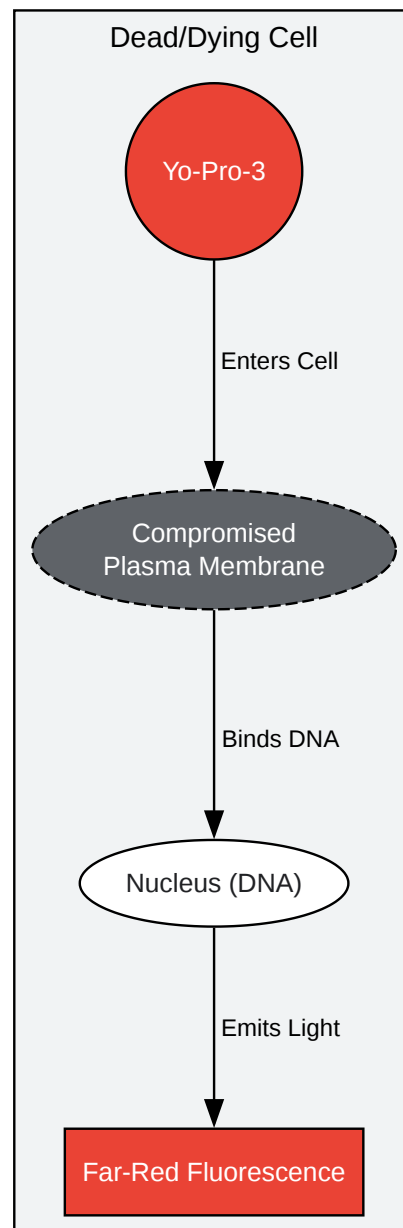 Dead/Dying Cell
Yo-Pro-3
Enters Cell
Compromised
Plasma Membrane
Binds DNA
Nucleus (DNA)
Emits Light
Far-Red Fluorescence